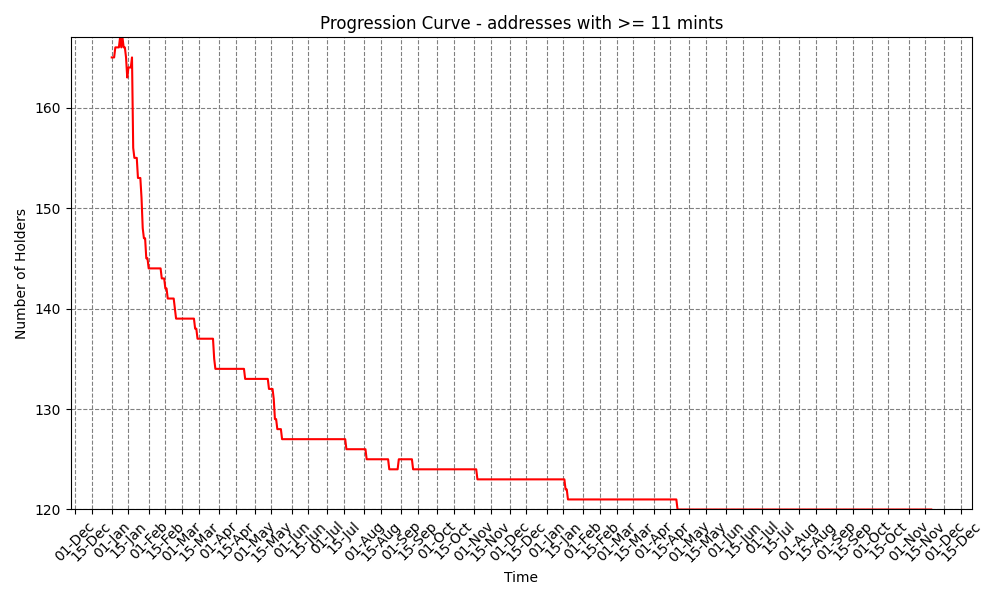 Progression Curve - addresses with >= 11 mints
Number of Holders
160
150
140
130
120
01-Dec
15-Dec
01-Jan
15-Jan
01-Feb
15-Feb
01-Mar
15-Mar
01-Apr
15-Apr
01-May
15-May
01-Jun
15-Jun
01-Jul
15-Jul
01-Aug
15-Aug
01-Sep
15-Sep
01-Oct
15-Oct
01-Nov
15-Nov
01-Dec
15-Dec
01-Jan
15-Jan
01-Feb
15-Feb
01-Mar
15-Mar
01-Apr
15-Apr
01-May
15-May
01-Jun
15-Jun
01-Jul
15-Jul
01-Aug
15-Aug
01-Sep
15-Sep
01-Oct
15-Oct
01-Nov
15-Nov
01-Dec
15-Dec
Time